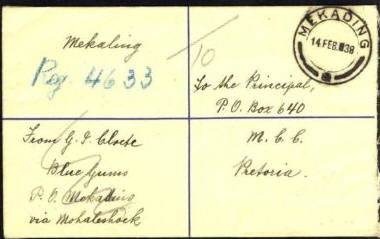 Mekaling
Reg. 4633
TO
MEKADING
14 FEB 38
To the Principal,
P.O. Box 640
M. C. C.
Pretoria.
From G. I. Cloete
Blue Gums
P. O. Mekaling
via Mohaleshoek